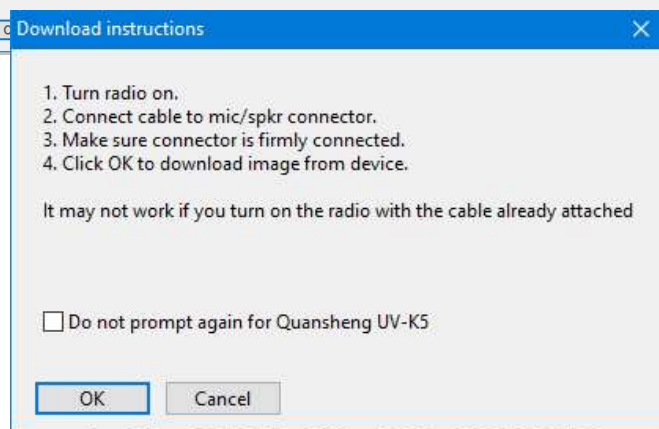 Download instructions
1. Turn radio on.
2. Connect cable to mic/spkr connector.
3. Make sure connector is firmly connected.
4. Click OK to download image from device.
It may not work if you turn on the radio with the cable already attached
Do not prompt again for Quansheng UV-K5
OK Cancel